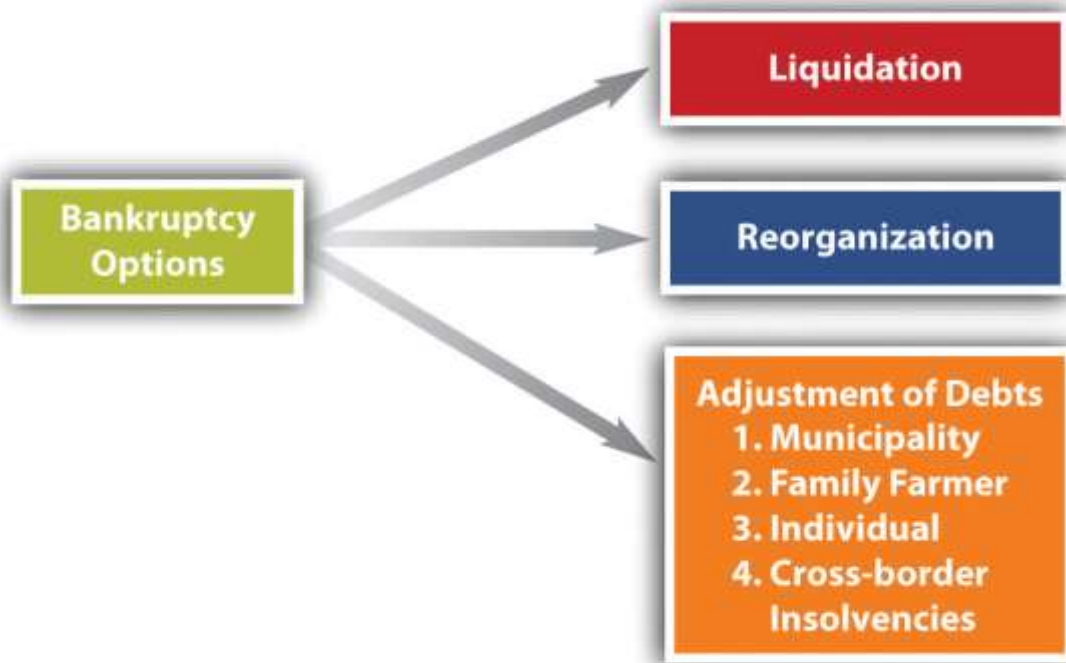 Bankruptcy
Options
Liquidation
Reorganization
Adjustment of Debts
1. Municipality
2. Family Farmer
3. Individual
4. Cross-border
Insolvencies